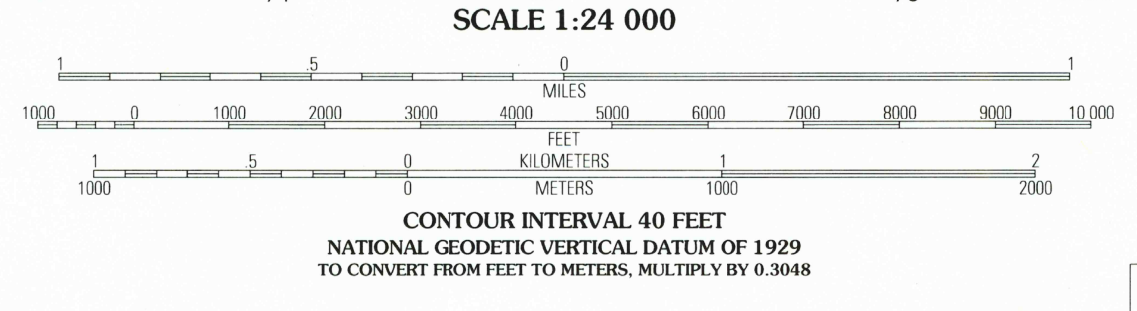 SCALE 1:24 000
1 .5 0 1
MILES
1000 0 1000 2000 3000 4000 5000 6000 7000 8000 9000 10 000
FEET
1 .5 0 KILOMETERS 1 2
1000 0 METERS 1000 2000
CONTOUR INTERVAL 40 FEET
NATIONAL GEODETIC VERTICAL DATUM OF 1929
TO CONVERT FROM FEET TO METERS, MULTIPLY BY 0.3048